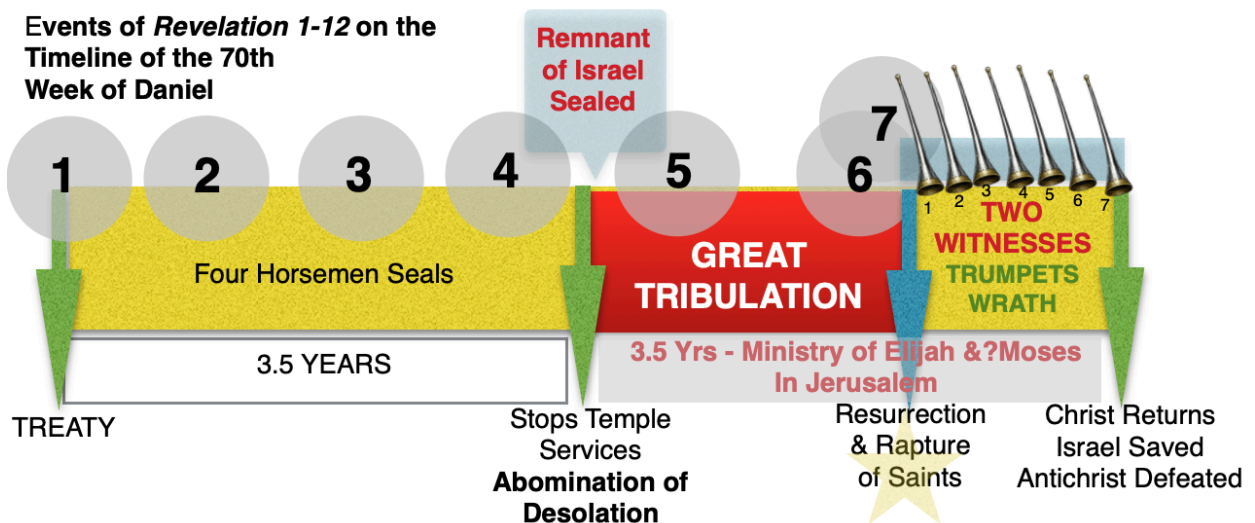 Events of Revelation 1-12 on the
Timeline of the 70th
Week of Daniel
Remnant
of Israel
Sealed
1
2
3
4
5
6
7
Four Horsemen Seals
GREAT
TRIBULATION
1 2 3 4 5 6 7
TWO
WITNESSES
TRUMPETS
WRATH
3.5 YEARS
3.5 Yrs - Ministry of Elijah &?Moses
In Jerusalem
TREATY
Stops Temple
Services
Abomination of
Desolation
Resurrection
& Rapture
of Saints
Christ Returns
Israel Saved
Antichrist Defeated